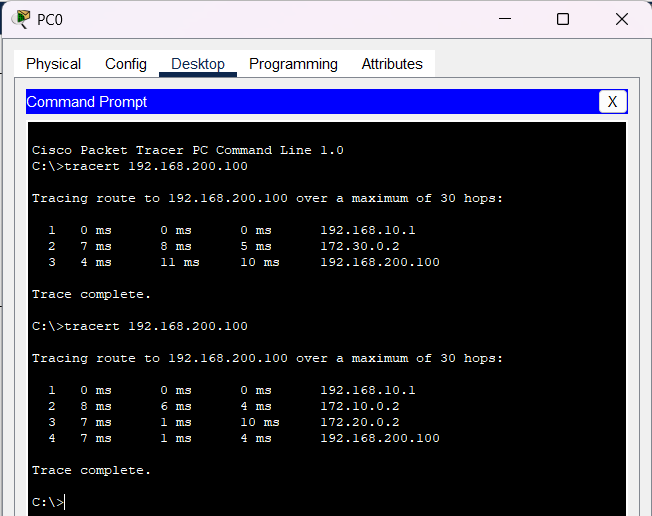 PC0
Physical Config Desktop Programming Attributes
Command Prompt X
Cisco Packet Tracer PC Command Line 1.0
C:\>tracert 192.168.200.100
Tracing route to 192.168.200.100 over a maximum of 30 hops:
1 0 ms 0 ms 0 ms 192.168.10.1
2 7 ms 8 ms 5 ms 172.30.0.2
3 4 ms 11 ms 10 ms 192.168.200.100
Trace complete.
C:\>tracert 192.168.200.100
Tracing route to 192.168.200.100 over a maximum of 30 hops:
1 0 ms 0 ms 0 ms 192.168.10.1
2 8 ms 6 ms 4 ms 172.10.0.2
3 7 ms 1 ms 10 ms 172.20.0.2
4 7 ms 1 ms 4 ms 192.168.200.100
Trace complete.
C:\>